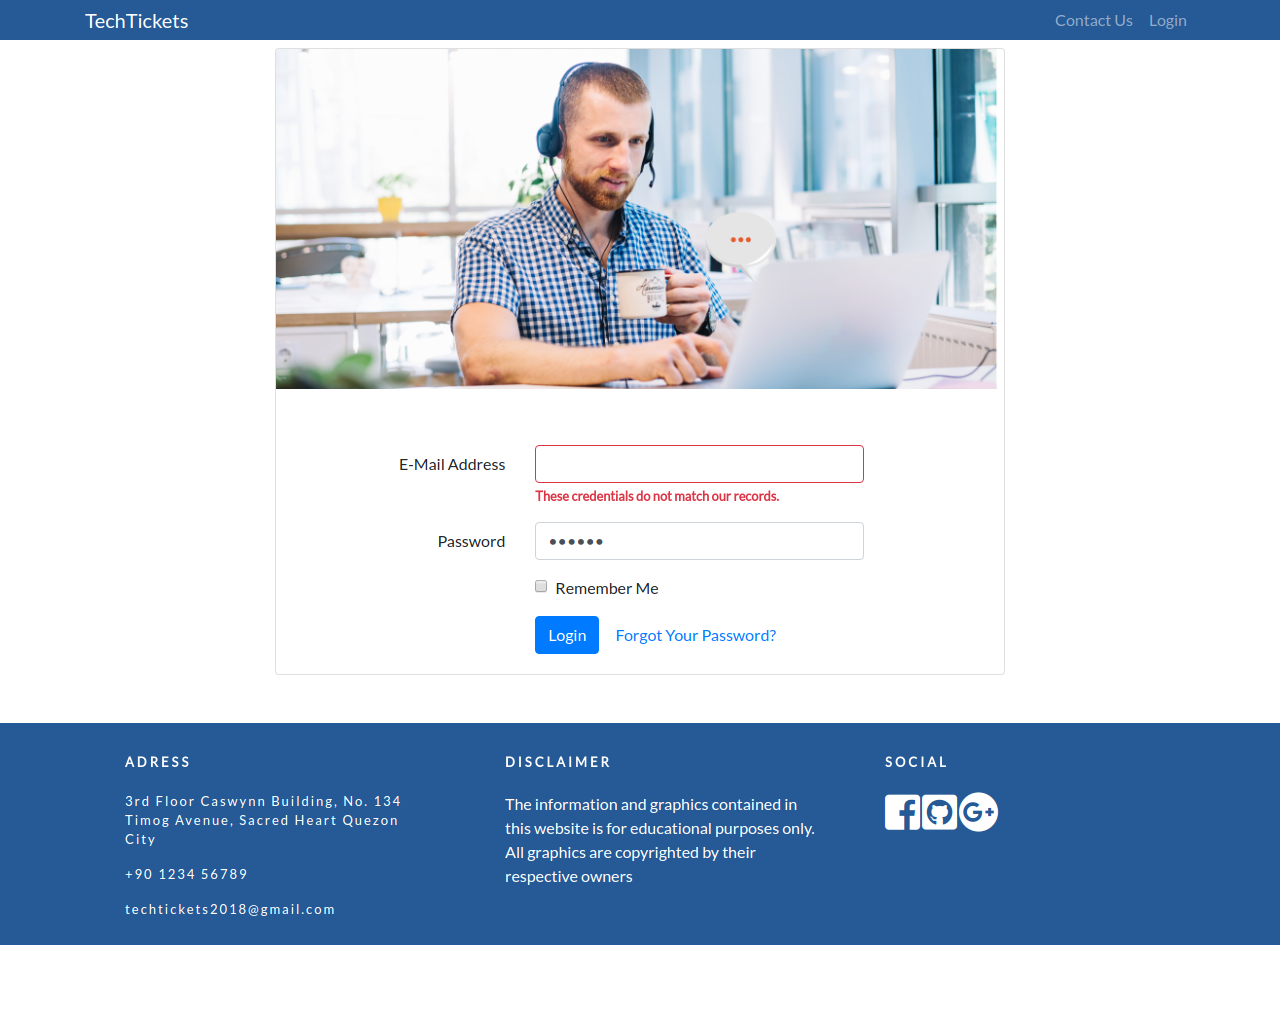 TechTickets
Contact Us
Login
E-Mail Address
These credentials do not match our records.
Password
••••••
Remember Me
Login
Forgot Your Password?
ADRESS
3rd Floor Caswynn Building, No. 134
Timog Avenue, Sacred Heart Quezon
City
+90 1234 56789
techtickets2018@gmail.com
DISCLAIMER
The information and graphics contained in
this website is for educational purposes only.
All graphics are copyrighted by their
respective owners
SOCIAL